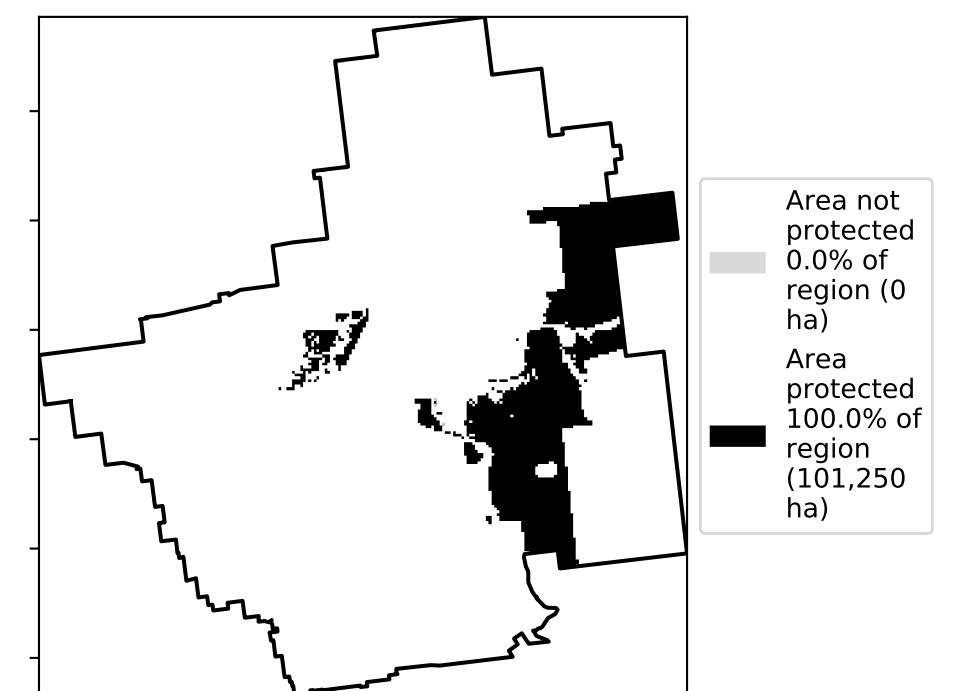 Area not
protected
0.0% of
region (0
ha)
Area
protected
100.0% of
region
(101,250
ha)